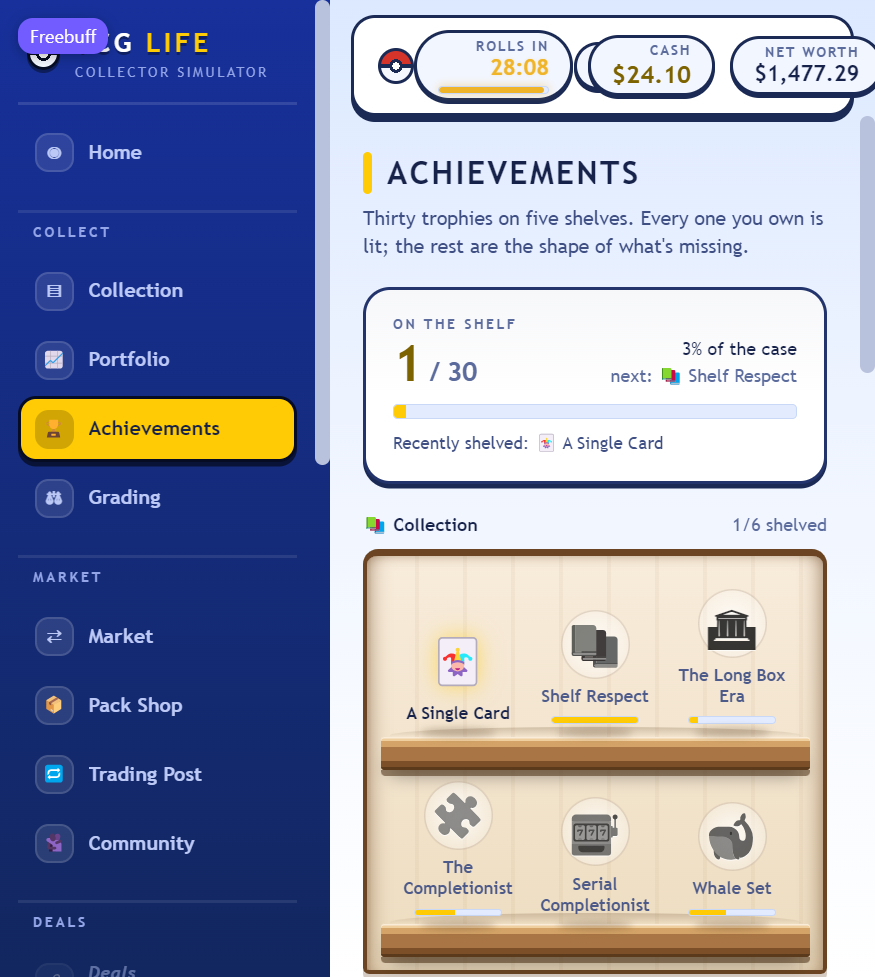 Freebuff
CG LIFE
COLLECTOR SIMULATOR
Home
COLLECT
Collection
Portfolio
Achievements
Grading
MARKET
Market
Pack Shop
Trading Post
Community
DEALS
Deals
ROLLS IN
28:08
CASH
$24.10
NET WORTH
$1,477.29
ACHIEVEMENTS
Thirty trophies on five shelves. Every one you own is
lit; the rest are the shape of what's missing.
ON THE SHELF
1 / 30
3% of the case
next: Shelf Respect
Recently shelved: A Single Card
Collection
1/6 shelved
A Single Card
Shelf Respect
The Long Box
Era
777
The
Completionist
Serial
Completionist
Whale Set